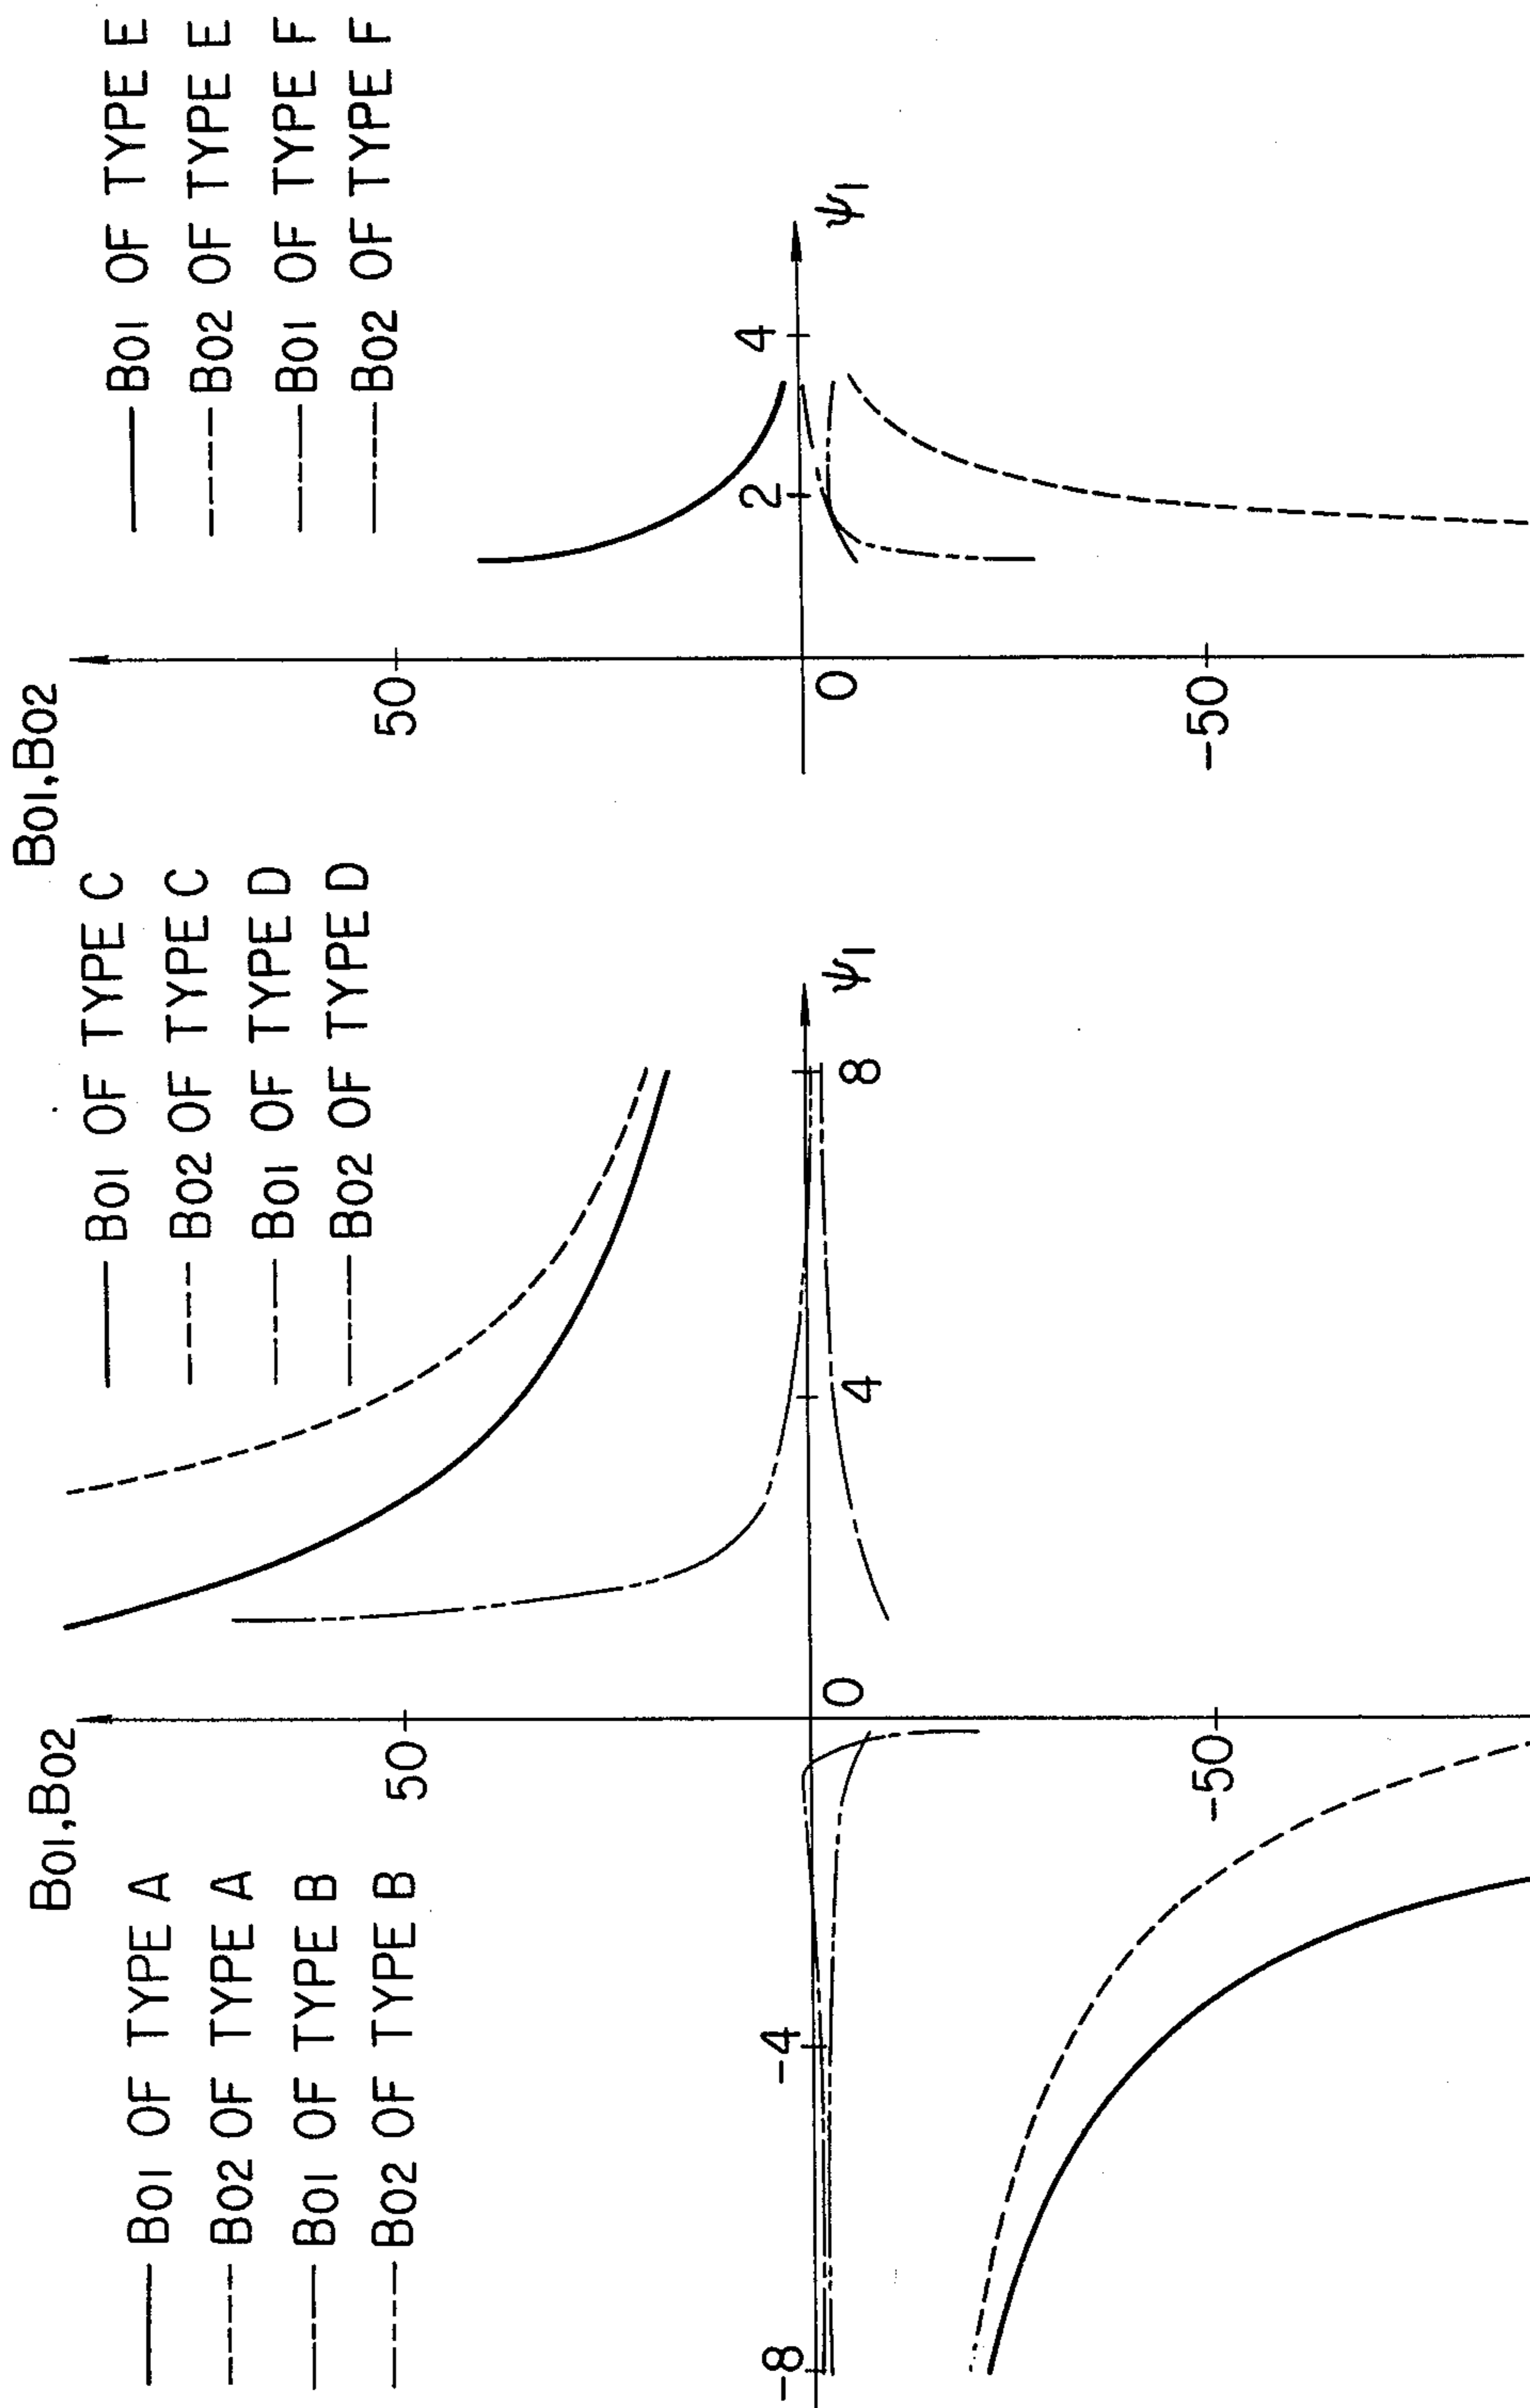 B01,B02
B01 OF TYPE A
B02 OF TYPE A
B01 OF TYPE B
B02 OF TYPE B
50
-8
-4
0
-50
B01 OF TYPE C
B02 OF TYPE C
B01 OF TYPE D
B02 OF TYPE D
4
8
ψ1
B01,B02
50
0
-50
B01 OF TYPE E
B02 OF TYPE E
B01 OF TYPE F
B02 OF TYPE F
2
4
ψ1